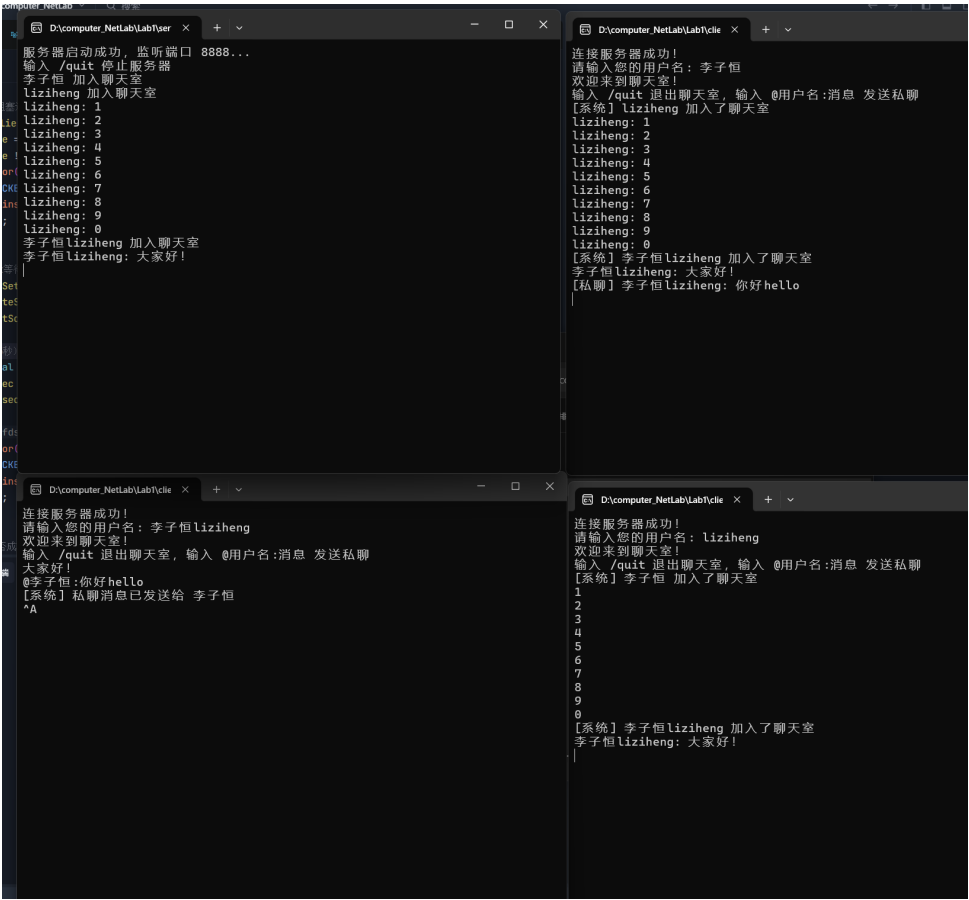 computer_NetLab
搜索
D:\computer_NetLab\Lab1\ser
服务器启动成功, 监听端口 8888...
输入 /quit 停止服务器
李子恒 加入聊天室
liziheng 加入聊天室
liziheng: 1
liziheng: 2
liziheng: 3
liziheng: 4
liziheng: 5
liziheng: 6
liziheng: 7
liziheng: 8
liziheng: 9
liziheng: 0
李子恒liziheng 加入聊天室
李子恒liziheng: 大家好!
D:\computer_NetLab\Lab1\clie
连接服务器成功!
请输入您的用户名: 李子恒
欢迎来到聊天室!
输入 /quit 退出聊天室, 输入 @用户名:消息 发送私聊
[系统] liziheng 加入了聊天室
liziheng: 1
liziheng: 2
liziheng: 3
liziheng: 4
liziheng: 5
liziheng: 6
liziheng: 7
liziheng: 8
liziheng: 9
liziheng: 0
[系统] 李子恒liziheng 加入了聊天室
李子恒liziheng: 大家好!
[私聊] 李子恒liziheng: 你好hello
D:\computer_NetLab\Lab1\clie
连接服务器成功!
请输入您的用户名: 李子恒liziheng
欢迎来到聊天室!
输入 /quit 退出聊天室, 输入 @用户名:消息 发送私聊
大家好!
@李子恒:你好hello
[系统] 私聊消息已发送给 李子恒
^A
D:\computer_NetLab\Lab1\clie
连接服务器成功!
请输入您的用户名: liziheng
欢迎来到聊天室!
输入 /quit 退出聊天室, 输入 @用户名:消息 发送私聊
[系统] 李子恒 加入了聊天室
1
2
3
4
5
6
7
8
9
0
[系统] 李子恒liziheng 加入了聊天室
李子恒liziheng: 大家好!